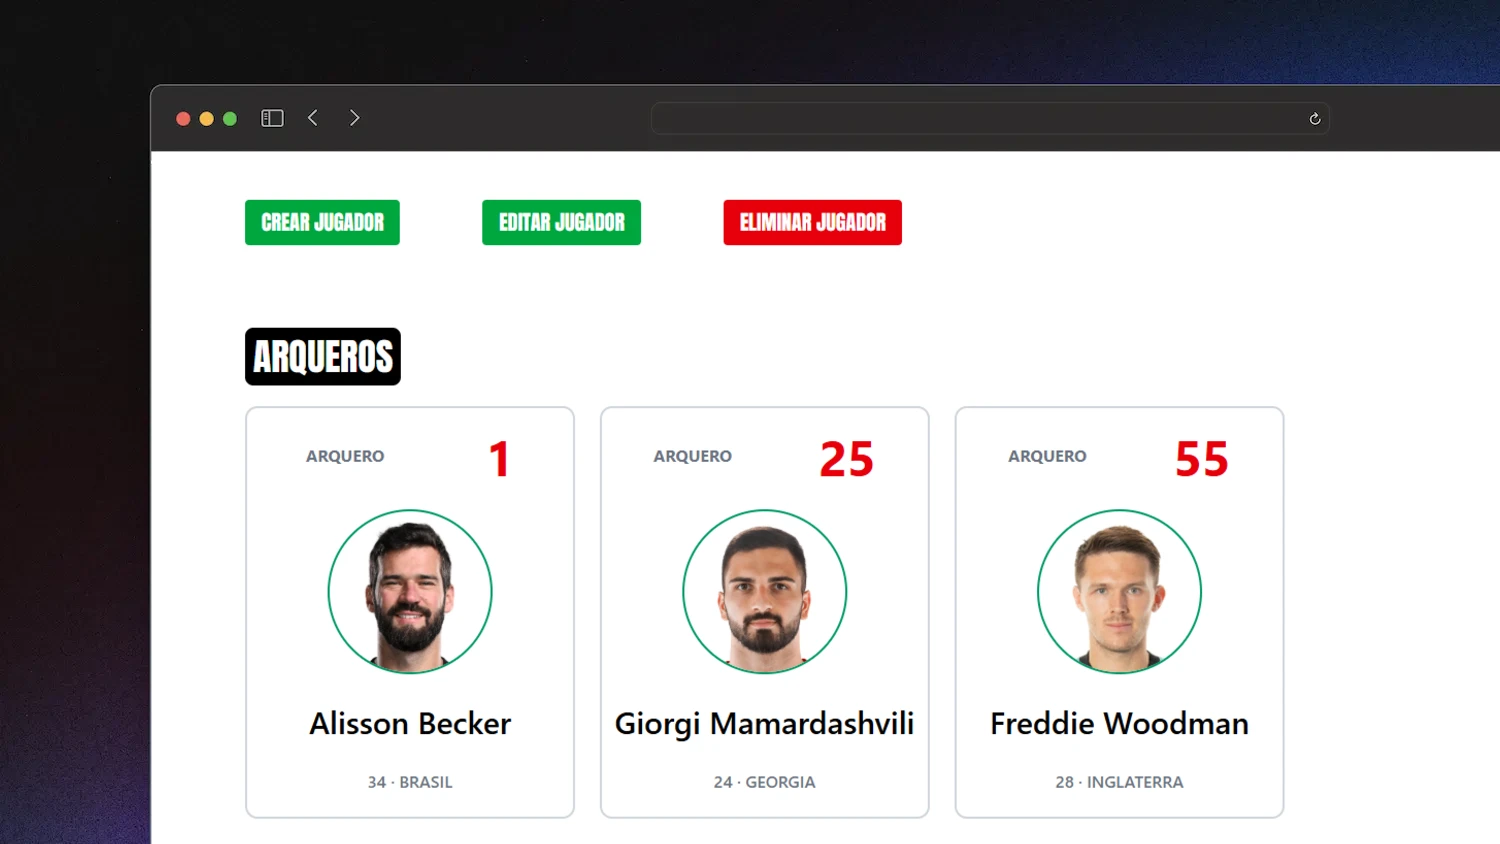 CREAR JUGADOR
EDITAR JUGADOR
ELIMINAR JUGADOR
ARQUEROS
ARQUERO 1
Alisson Becker
34 · BRASIL
ARQUERO 25
Giorgi Mamardashvili
24 · GEORGIA
ARQUERO 55
Freddie Woodman
28 · INGLATERRA